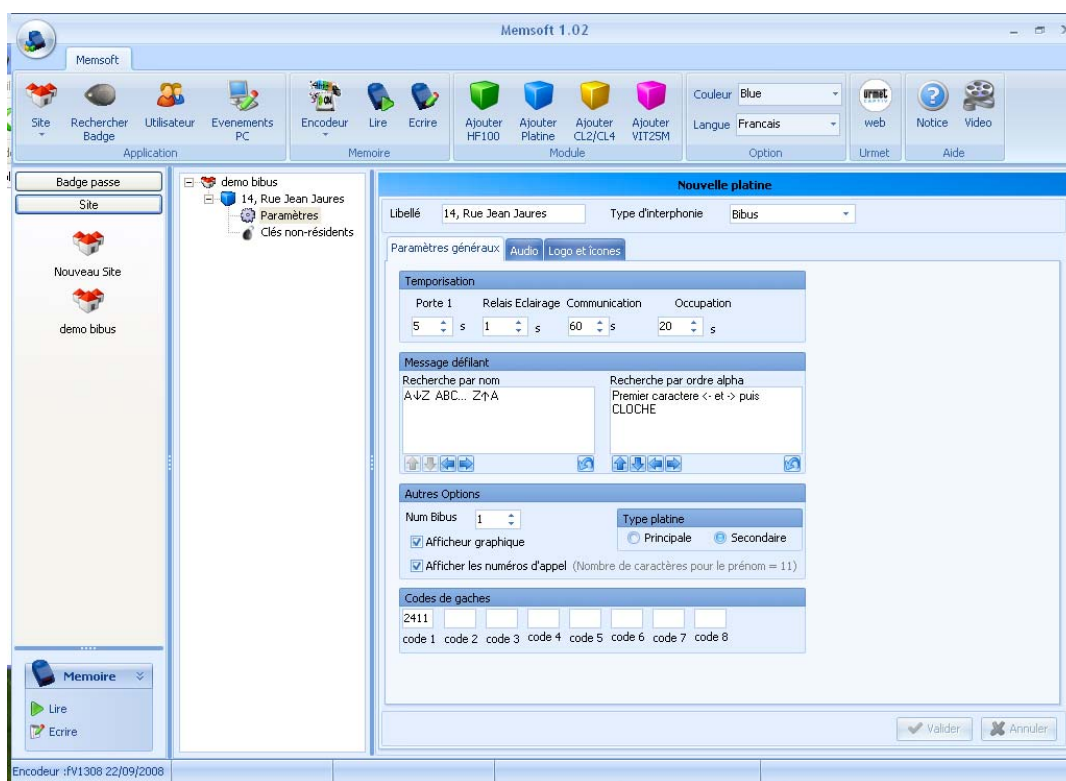 Memsoft 1.02
Memsoft
Site
Rechercher Badge
Utilisateur
Evenements PC
Encodeur
Lire
Ecrire
Ajouter HF100
Ajouter Platine
Ajouter CL2/CL4
Ajouter VIT25M
Couleur Blue
Langue Francais
urmet
web
Notice
Video
Application
Memoire
Module
Option
Urmet
Aide
Badge passe
Site
Nouveau Site
demo bibus
demo bibus
14, Rue Jean Jaures
Paramètres
Clés non-résidents
Nouvelle platine
Libellé 14, Rue Jean Jaures Type d'interphonie Bibus
Paramètres généraux Audio Logo et îcones
Temporisation
Porte 1 Relais Eclairage Communication Occupation
5 s 1 s 60 s 20 s
Message défilant
Recherche par nom
A↓Z ABC... Z↑A
Recherche par ordre alpha
Premier caractere <- et -> puis
CLOCHE
Autres Options
Num Bibus 1
Type platine
Principale Secondaire
Afficheur graphique
Afficher les numéros d'appel (Nombre de caractères pour le prénom = 11)
Codes de gaches
2411
code 1 code 2 code 3 code 4 code 5 code 6 code 7 code 8
Memoire
Lire
Ecrire
Valider Annuler
Encodeur :fV1308 22/09/2008